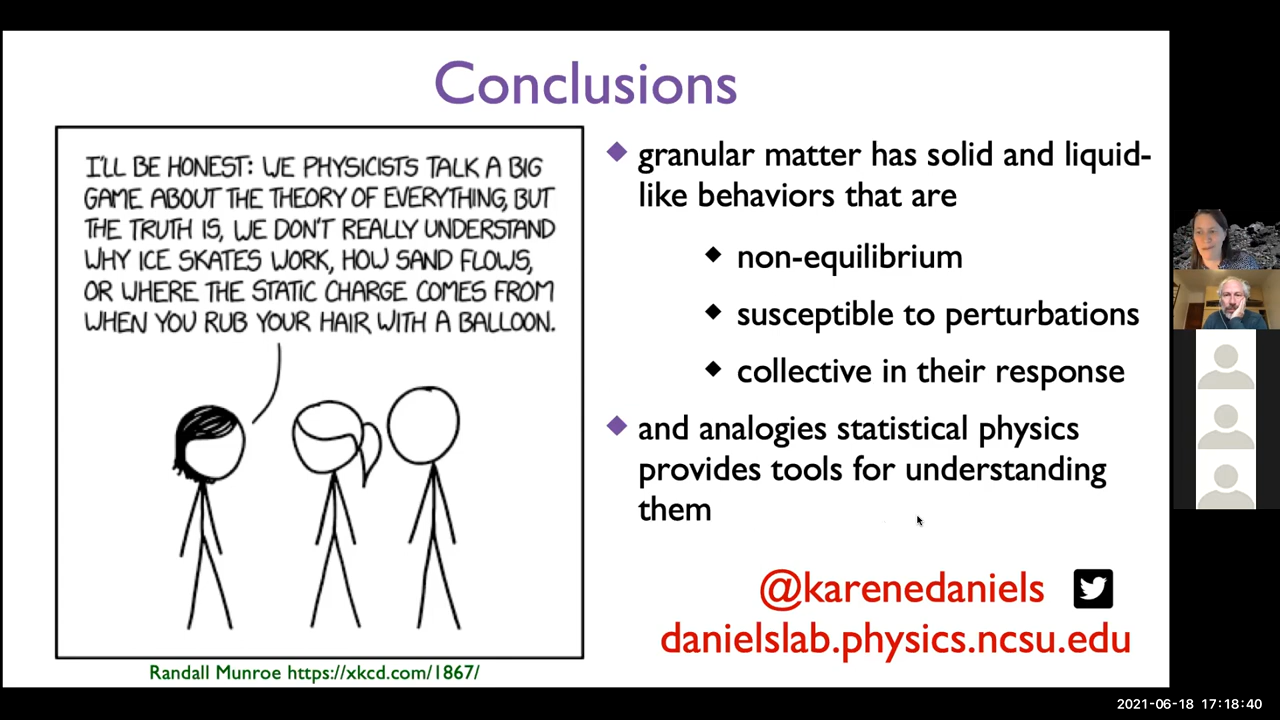 Conclusions
I'LL BE HONEST: WE PHYSICISTS TALK A BIG
GAME ABOUT THE THEORY OF EVERYTHING, BUT
THE TRUTH IS, WE DON'T REALLY UNDERSTAND
WHY ICE SKATES WORK, HOW SAND FLOWS,
OR WHERE THE STATIC CHARGE COMES FROM
WHEN YOU RUB YOUR HAIR WITH A BALLOON.
Randall Munroe https://xkcd.com/1867/
granular matter has solid and liquid-
like behaviors that are
non-equilibrium
susceptible to perturbations
collective in their response
and analogies statistical physics
provides tools for understanding
them
@karenedaniels
danielslab.physics.ncsu.edu
2021-06-18 17:18:40